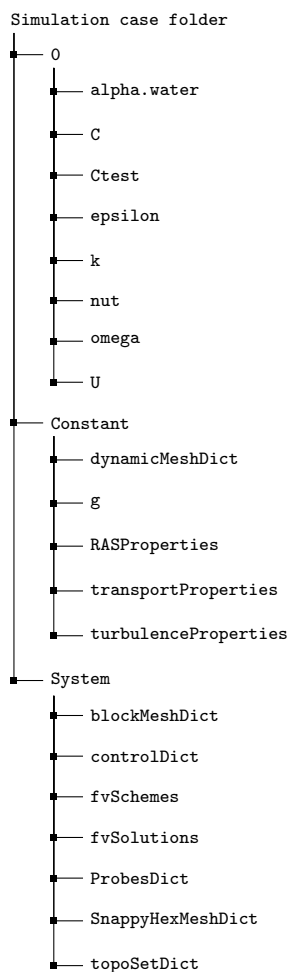 Simulation case folder
0
alpha.water
C
Ctest
epsilon
k
nut
omega
U
Constant
dynamicMeshDict
g
RASProperties
transportProperties
turbulenceProperties
System
blockMeshDict
controlDict
fvSchemes
fvSolutions
ProbesDict
SnappyHexMeshDict
topoSetDict